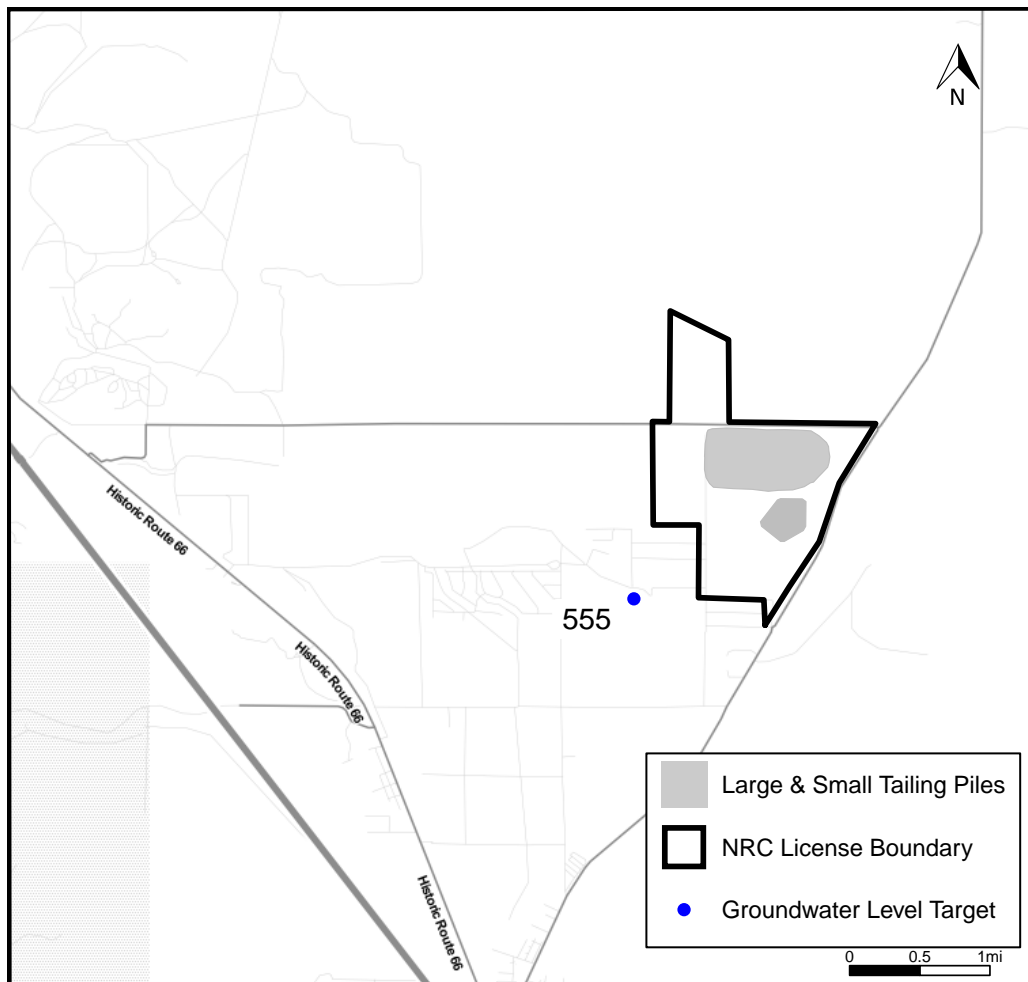 N
Historic Route 66
555
Historic Route 66
Large & Small Tailing Piles
NRC License Boundary
Historic Route 66
Groundwater Level Target
0 0.5 1mi